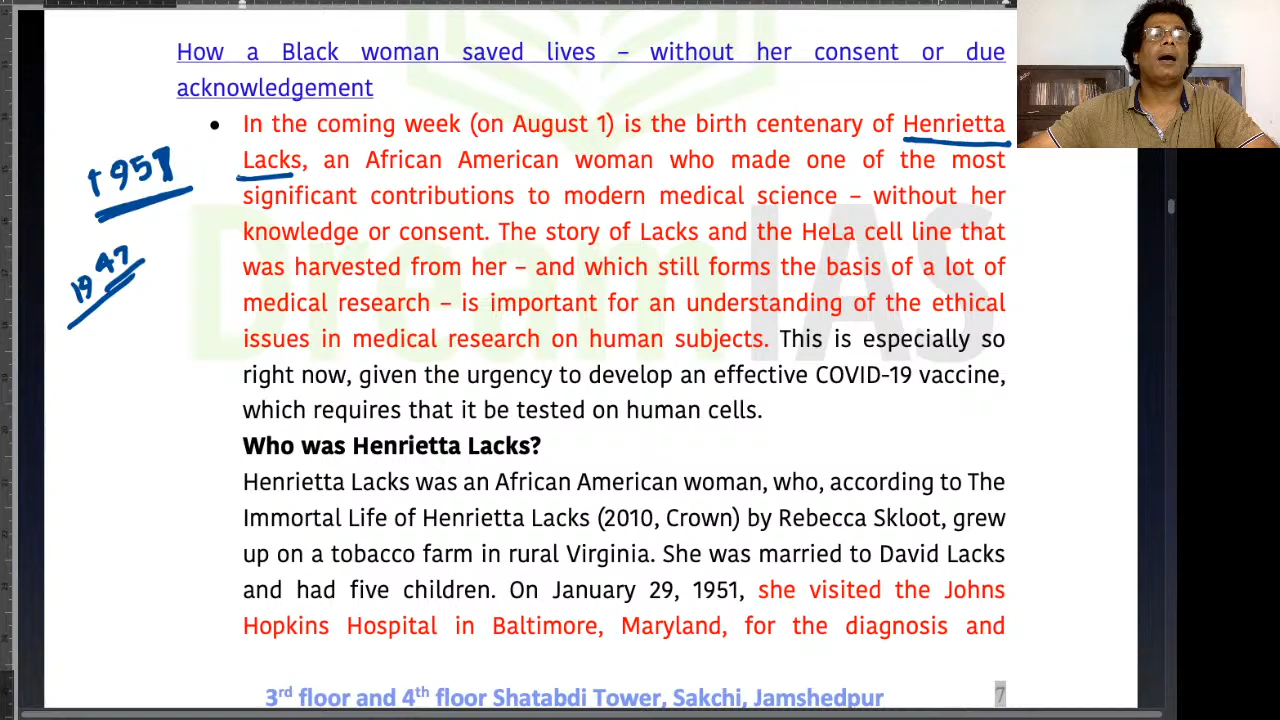 How a Black woman saved lives – without her consent or due
acknowledgement
• In the coming week (on August 1) is the birth centenary of Henrietta
Lacks, an African American woman who made one of the most
significant contributions to modern medical science – without her
knowledge or consent. The story of Lacks and the HeLa cell line that
was harvested from her – and which still forms the basis of a lot of
medical research – is important for an understanding of the ethical
issues in medical research on human subjects. This is especially so
right now, given the urgency to develop an effective COVID-19 vaccine,
which requires that it be tested on human cells.
Who was Henrietta Lacks?
Henrietta Lacks was an African American woman, who, according to The
Immortal Life of Henrietta Lacks (2010, Crown) by Rebecca Skloot, grew
up on a tobacco farm in rural Virginia. She was married to David Lacks
and had five children. On January 29, 1951, she visited the Johns
Hopkins Hospital in Baltimore, Maryland, for the diagnosis and
3rd floor and 4th floor Shatabdi Tower, Sakchi, Jamshedpur
7
1947
Dream IAS